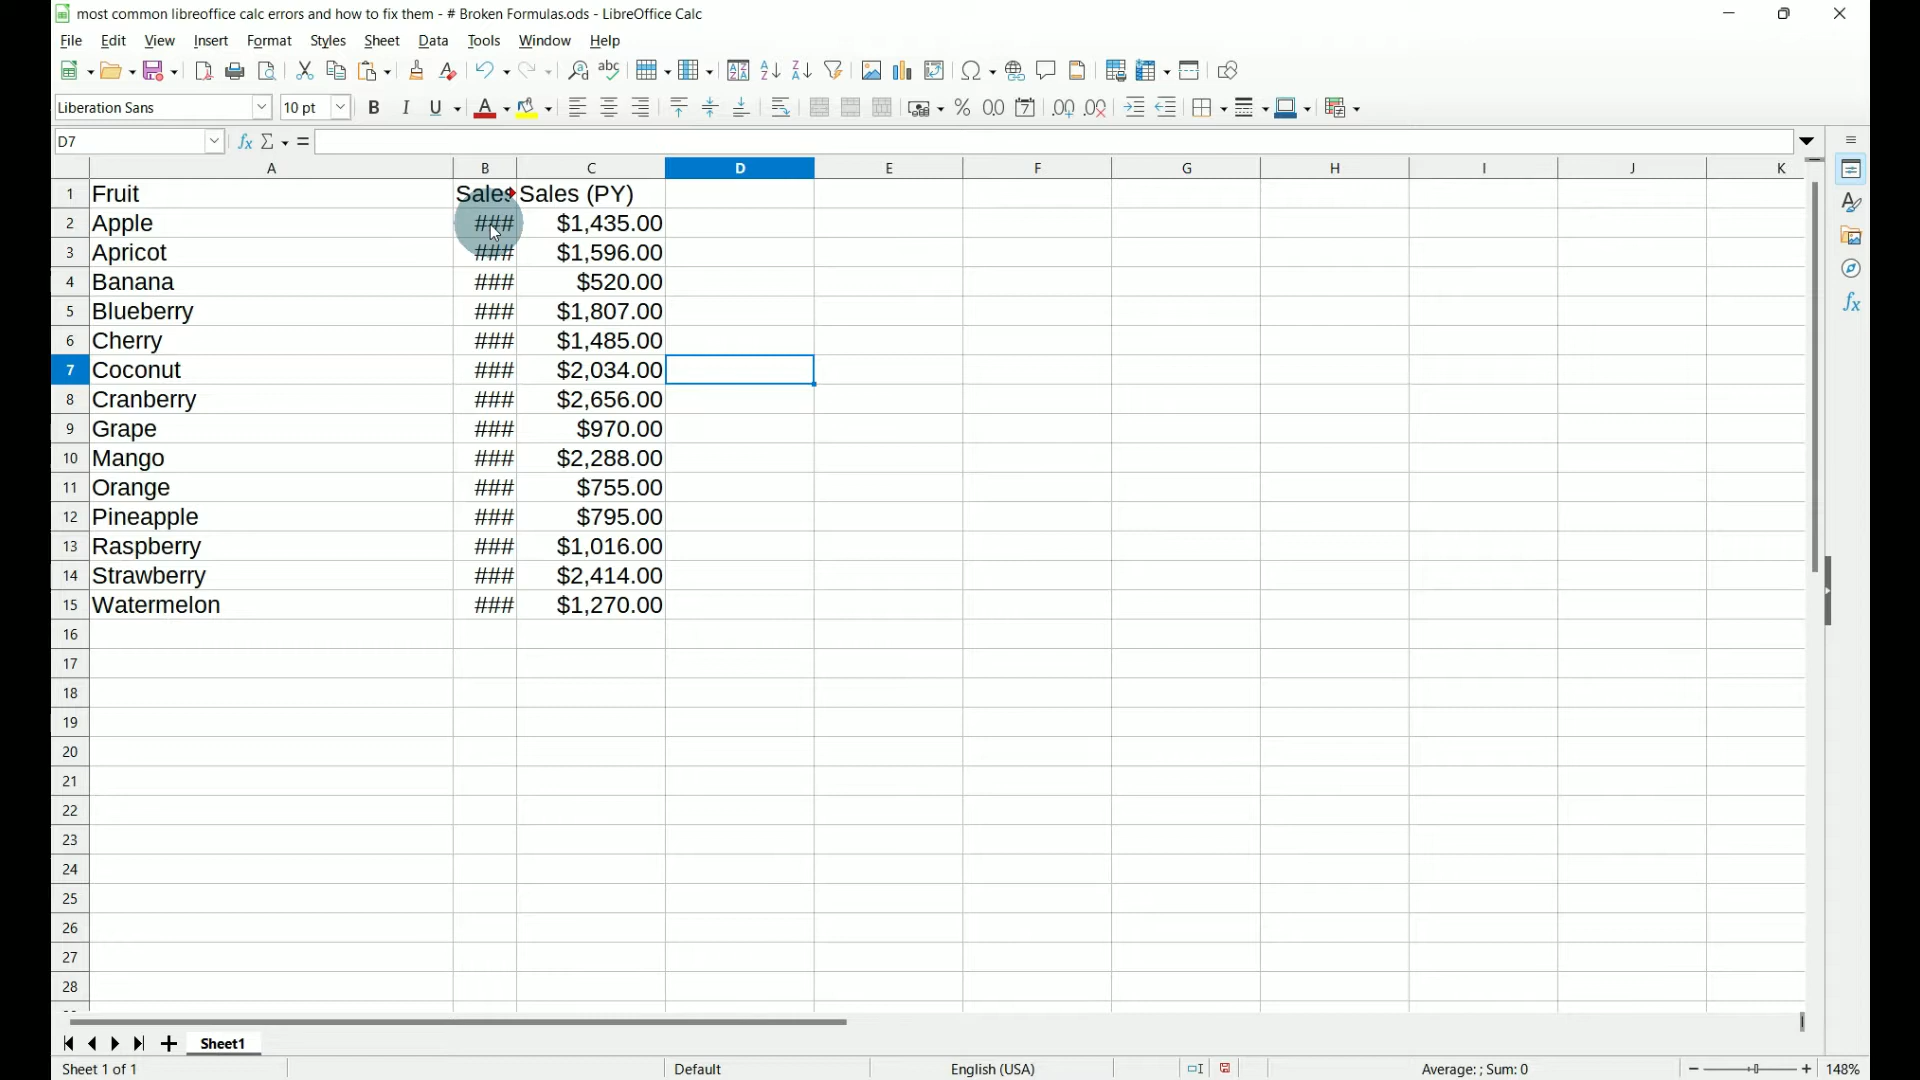 most common libreoffice calc errors and how to fix them - # Broken Formulas.ods - LibreOffice Calc
File Edit View Insert Format Styles Sheet Data Tools Window Help
Liberation Sans 10 pt
D7
A B C D E F G H I J K
1 Fruit Sales Sales (PY)
2 Apple ### $1,435.00
3 Apricot ### $1,596.00
4 Banana ### $520.00
5 Blueberry ### $1,807.00
6 Cherry ### $1,485.00
7 Coconut ### $2,034.00
8 Cranberry ### $2,656.00
9 Grape ### $970.00
10 Mango ### $2,288.00
11 Orange ### $755.00
12 Pineapple ### $795.00
13 Raspberry ### $1,016.00
14 Strawberry ### $2,414.00
15 Watermelon ### $1,270.00
16
17
18
19
20
21
22
23
24
25
26
27
28
Sheet1
Sheet 1 of 1 Default English (USA) Average: ; Sum: 0 148%